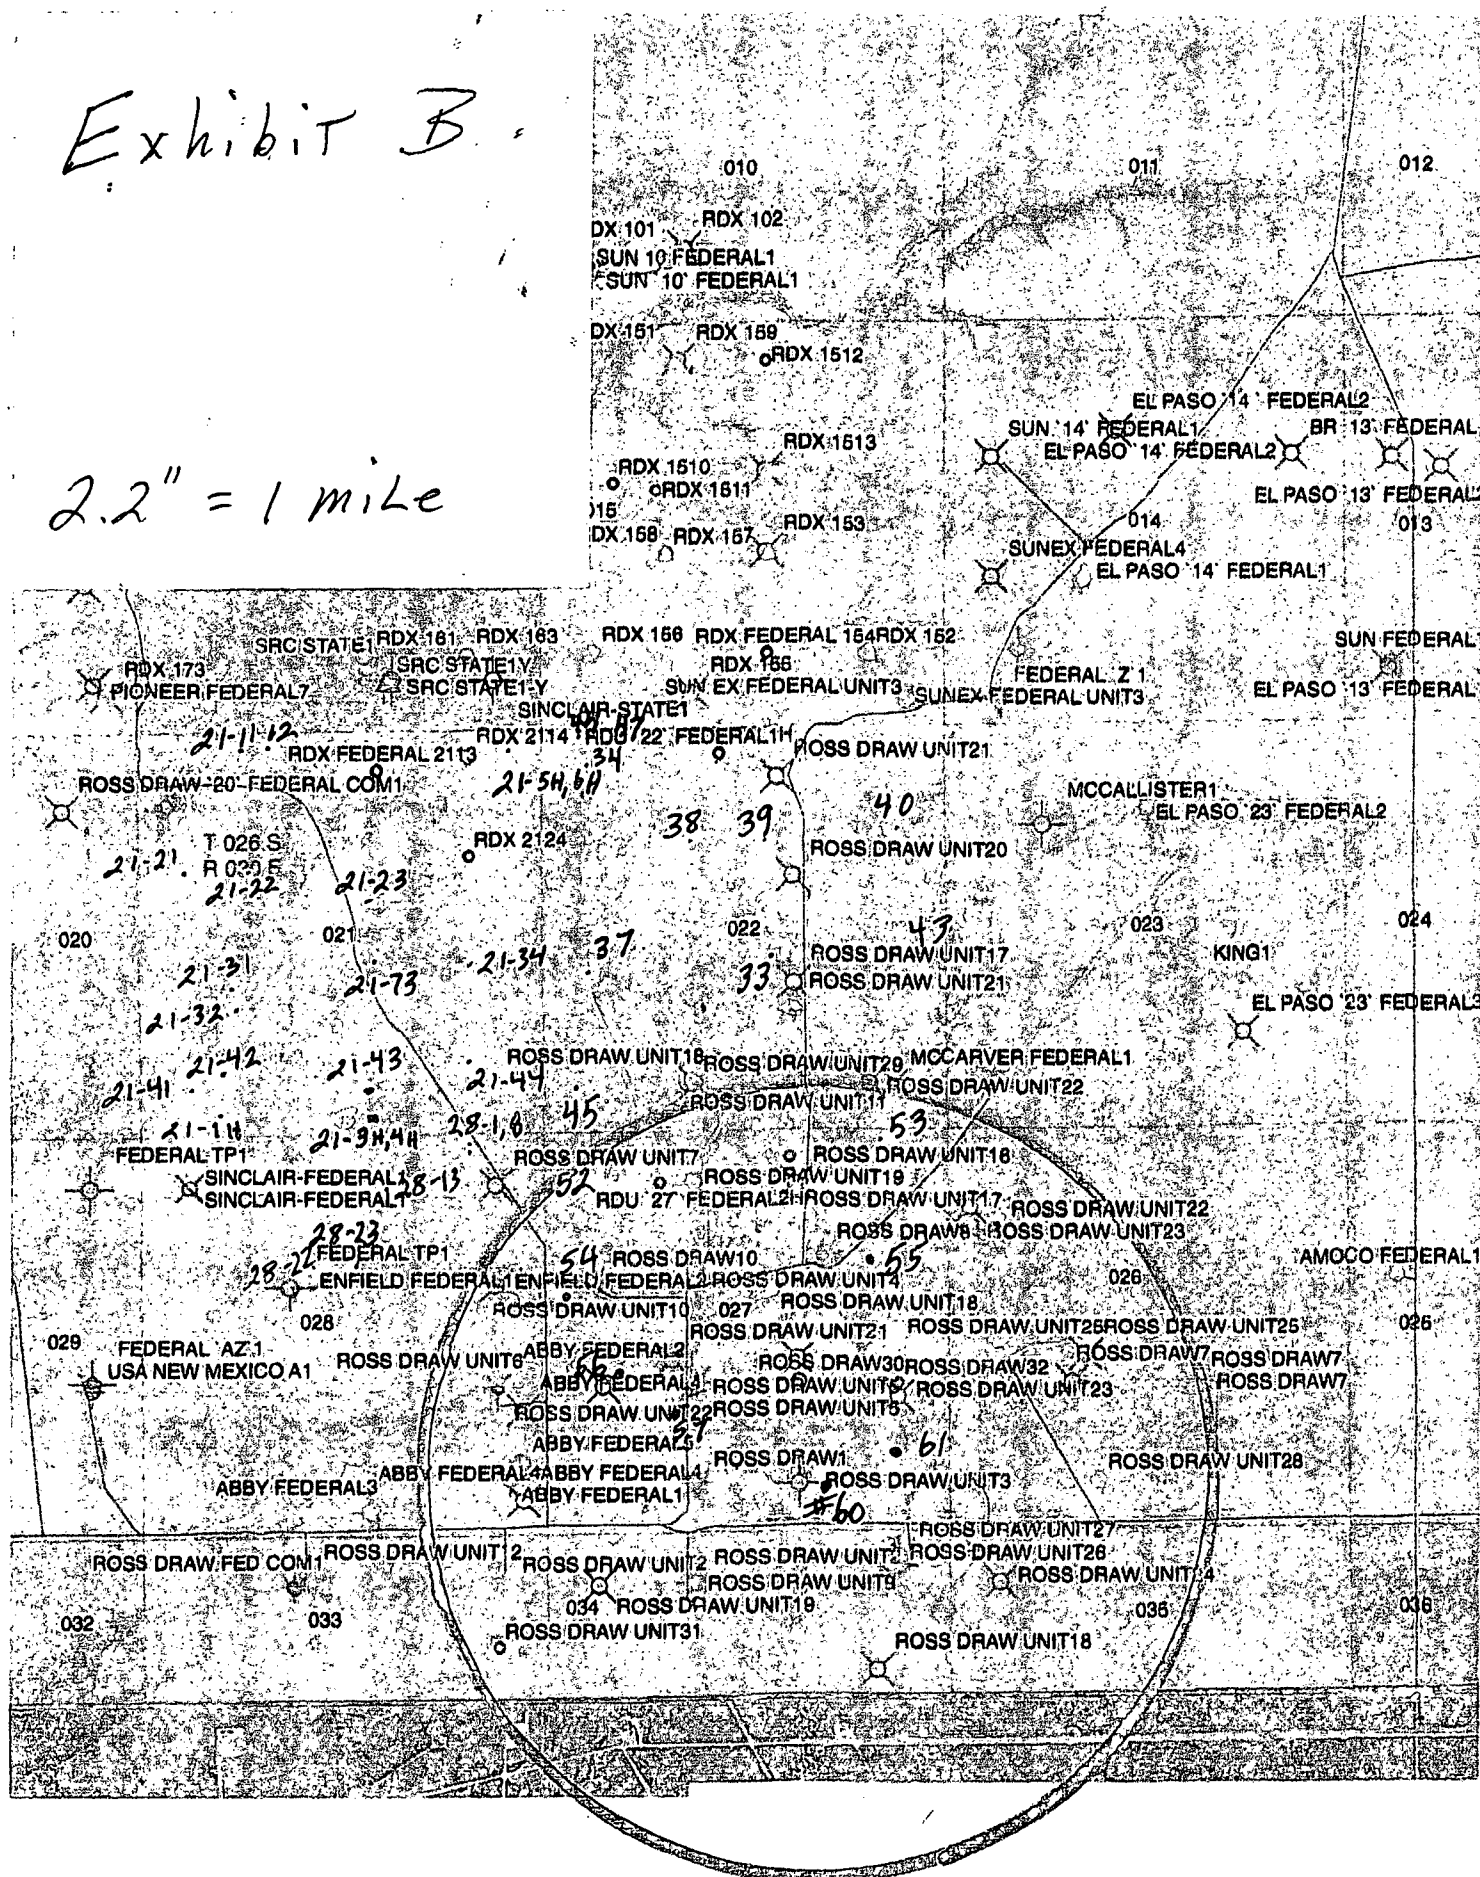 Exhibit B
2.2" = 1 mile
010
011
012
DX 101
RDX 102
SUN 10 FEDERAL1
SUN '10' FEDERAL1
DX 151
RDX 159
RDX 1512
EL PASO '14' FEDERAL2
SUN '14' FEDERAL1
BR '13' FEDERAL
EL PASO '14' FEDERAL2
RDX 1513
RDX 1510
RDX 1511
EL PASO '13' FEDERAL2
015
014
013
DX 158
RDX 157
RDX 153
SUNEX FEDERAL4
EL PASO '14' FEDERAL1
SRC STATE1
RDX 161
RDX 163
RDX 156
RDX FEDERAL 154
RDX 152
SUN FEDERAL
RDX 173
SRC STATE1Y
RDX 155
FEDERAL Z 1
PIONEER FEDERAL7
SRC STATE1-Y
SUN EX FEDERAL UNIT3
SUNEX FEDERAL UNIT3
EL PASO '13' FEDERAL
SINCLAIR-STATE1
21-11,12
RDX 2114
RDU '22' FEDERAL1H
47
RDX FEDERAL 2113
34
ROSS DRAW UNIT21
ROSS DRAW-20-FEDERAL COM1
21-5H,6H
MCCALLISTER1
38
39
40
EL PASO '23' FEDERAL2
T 026 S
RDX 2124
ROSS DRAW UNIT20
21-21
21-22
21-23
020
021
022
43
023
024
21-31
21-34
37
ROSS DRAW UNIT17
KING1
21-73
33
ROSS DRAW UNIT21
21-32
EL PASO '23' FEDERAL3
21-42
21-43
ROSS DRAW UNIT18
ROSS DRAW UNIT29
MCCARVER FEDERAL1
21-41
21-44
ROSS DRAW UNIT22
45
ROSS DRAW UNIT11
21-1H
21-3H,4H
28-1,8
53
FEDERAL TP1
ROSS DRAW UNIT7
ROSS DRAW UNIT16
SINCLAIR-FEDERAL1
28-13
52
ROSS DRAW UNIT19
SINCLAIR-FEDERAL1
RDU '27' FEDERAL2H
ROSS DRAW UNIT17
ROSS DRAW UNIT22
28-23
ROSS DRAW8
ROSS DRAW UNIT23
28-22
FEDERAL TP1
54
ROSS DRAW10
55
AMOCO FEDERAL1
ENFIELD FEDERAL1
ENFIELD FEDERAL2
ROSS DRAW UNIT4
026
ROSS DRAW UNIT10
027
ROSS DRAW UNIT18
028
025
029
FEDERAL AZ 1
ROSS DRAW UNIT21
ROSS DRAW UNIT26
ROSS DRAW UNIT25
USA NEW MEXICO A1
ROSS DRAW UNIT6
ABBY FEDERAL2
ROSS DRAW30
ROSS DRAW32
ROSS DRAW7
ROSS DRAW7
ABBY FEDERAL4
ROSS DRAW UNIT23
ROSS DRAW7
ROSS DRAW UNIT22
ROSS DRAW UNIT5
ABBY FEDERAL5
61
ROSS DRAW1
ROSS DRAW UNIT28
ABBY FEDERAL3
ABBY FEDERAL4
ABBY FEDERAL4
ROSS DRAW UNIT3
ABBY FEDERAL1
#60
ROSS DRAW UNIT27
ROSS DRAW FED COM1
ROSS DRAW UNIT12
ROSS DRAW UNIT2
ROSS DRAW UNIT26
ROSS DRAW UNIT9
032
033
034
ROSS DRAW UNIT19
035
036
ROSS DRAW UNIT31
ROSS DRAW UNIT18